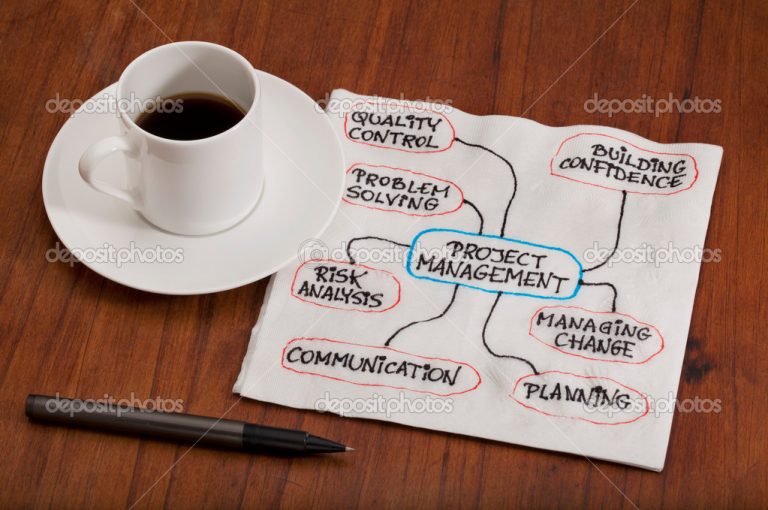 QUALITY
CONTROL
BUILDING
CONFIDENCE
PROBLEM
SOLVING
PROJECT
MANAGEMENT
RISK
ANALYSIS
MANAGING
CHANGE
COMMUNICATION
PLANNING
depositphotos
depositphotos
depositphotos
depositphotos
depositphotos
depositphotos
depositphotos
depositphotos
depositphotos